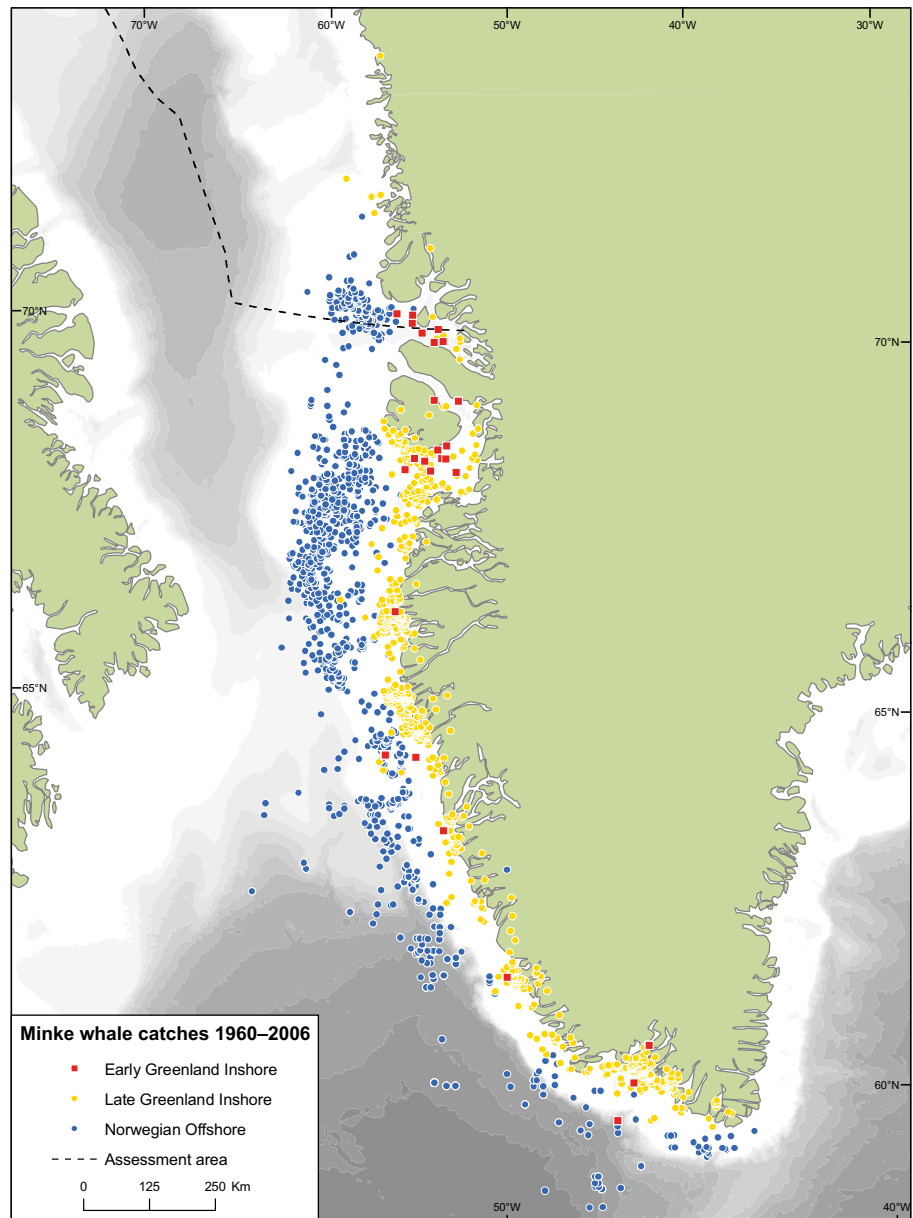 70°W 60°W 50°W 40°W 30°W
70°N 70°N
65°N 65°N
Minke whale catches 1960–2006
Early Greenland Inshore
Late Greenland Inshore
Norwegian Offshore
Assessment area
0 125 250 Km
60°N
50°W 40°W